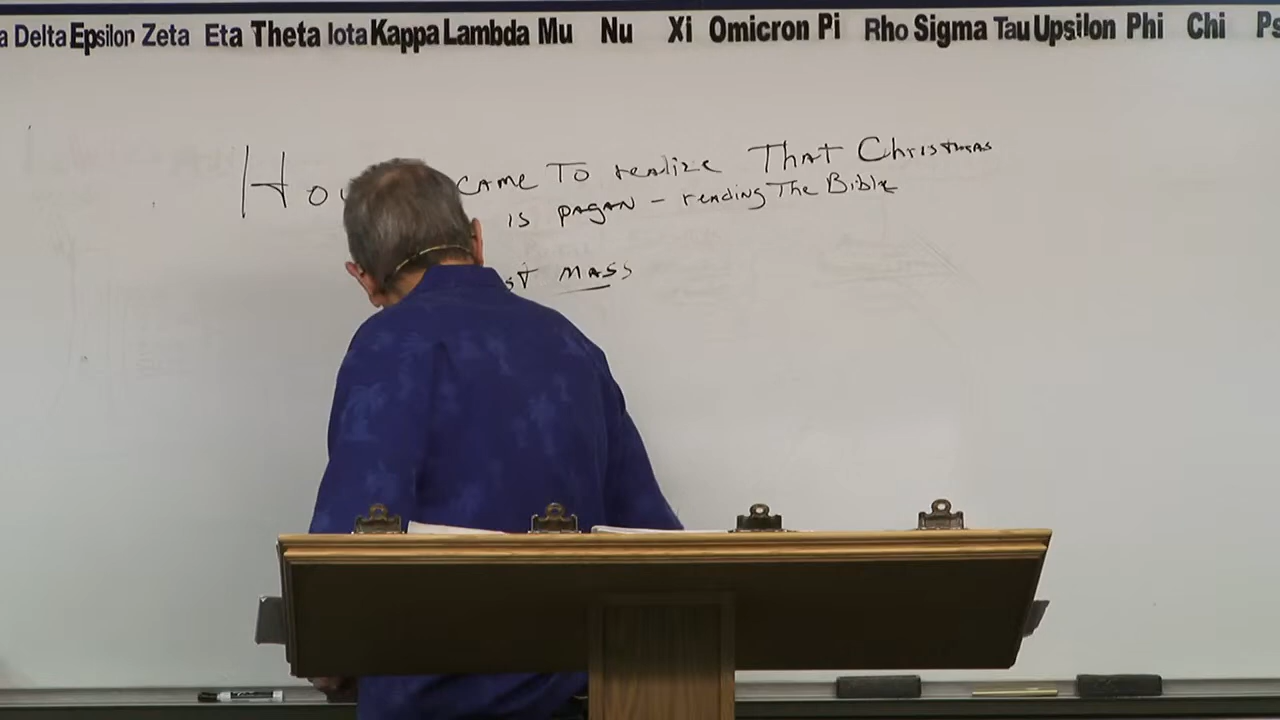 Delta Epsilon Zeta Eta Theta Iota Kappa Lambda Mu Nu Xi Omicron Pi Rho Sigma Tau Upsilon Phi Chi
came To realize That Christmas
is pagan - reading The Bible
mass